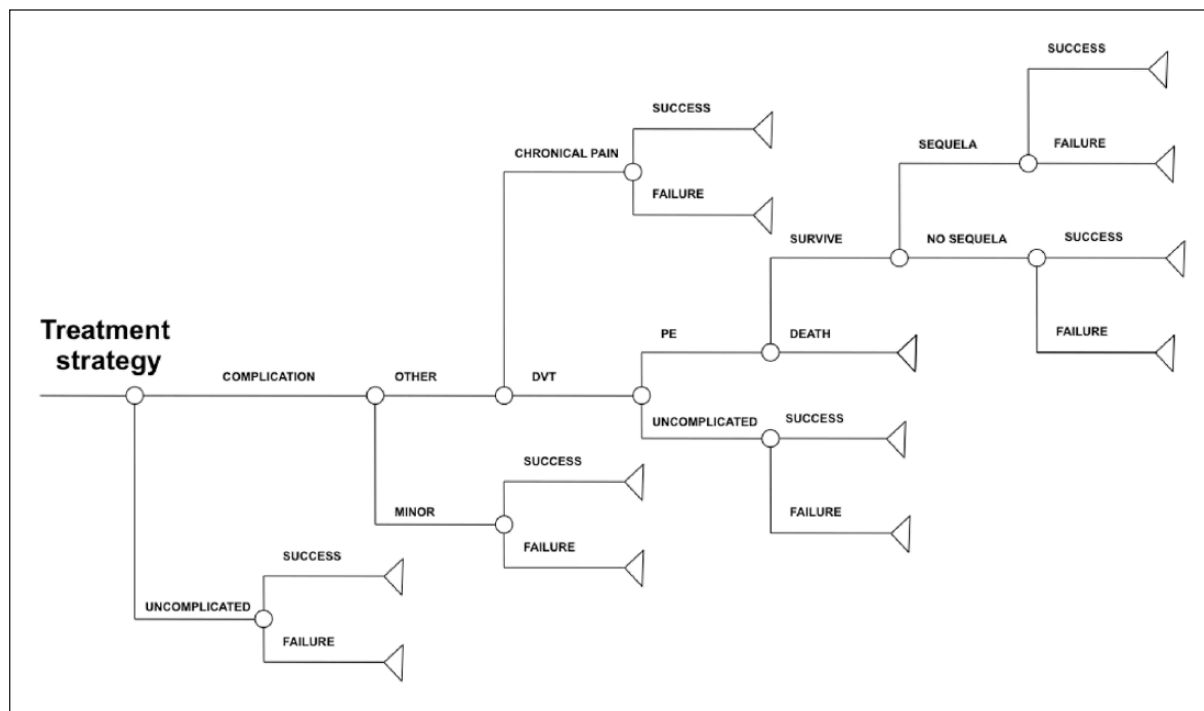 SUCCESS
SUCCESS
CHRONICAL PAIN
SEQUELA
FAILURE
FAILURE
SURVIVE
NO SEQUELA
SUCCESS
Treatment
strategy
PE
DEATH
FAILURE
COMPLICATION
OTHER
DVT
UNCOMPLICATED
SUCCESS
SUCCESS
MINOR
FAILURE
FAILURE
SUCCESS
UNCOMPLICATED
FAILURE